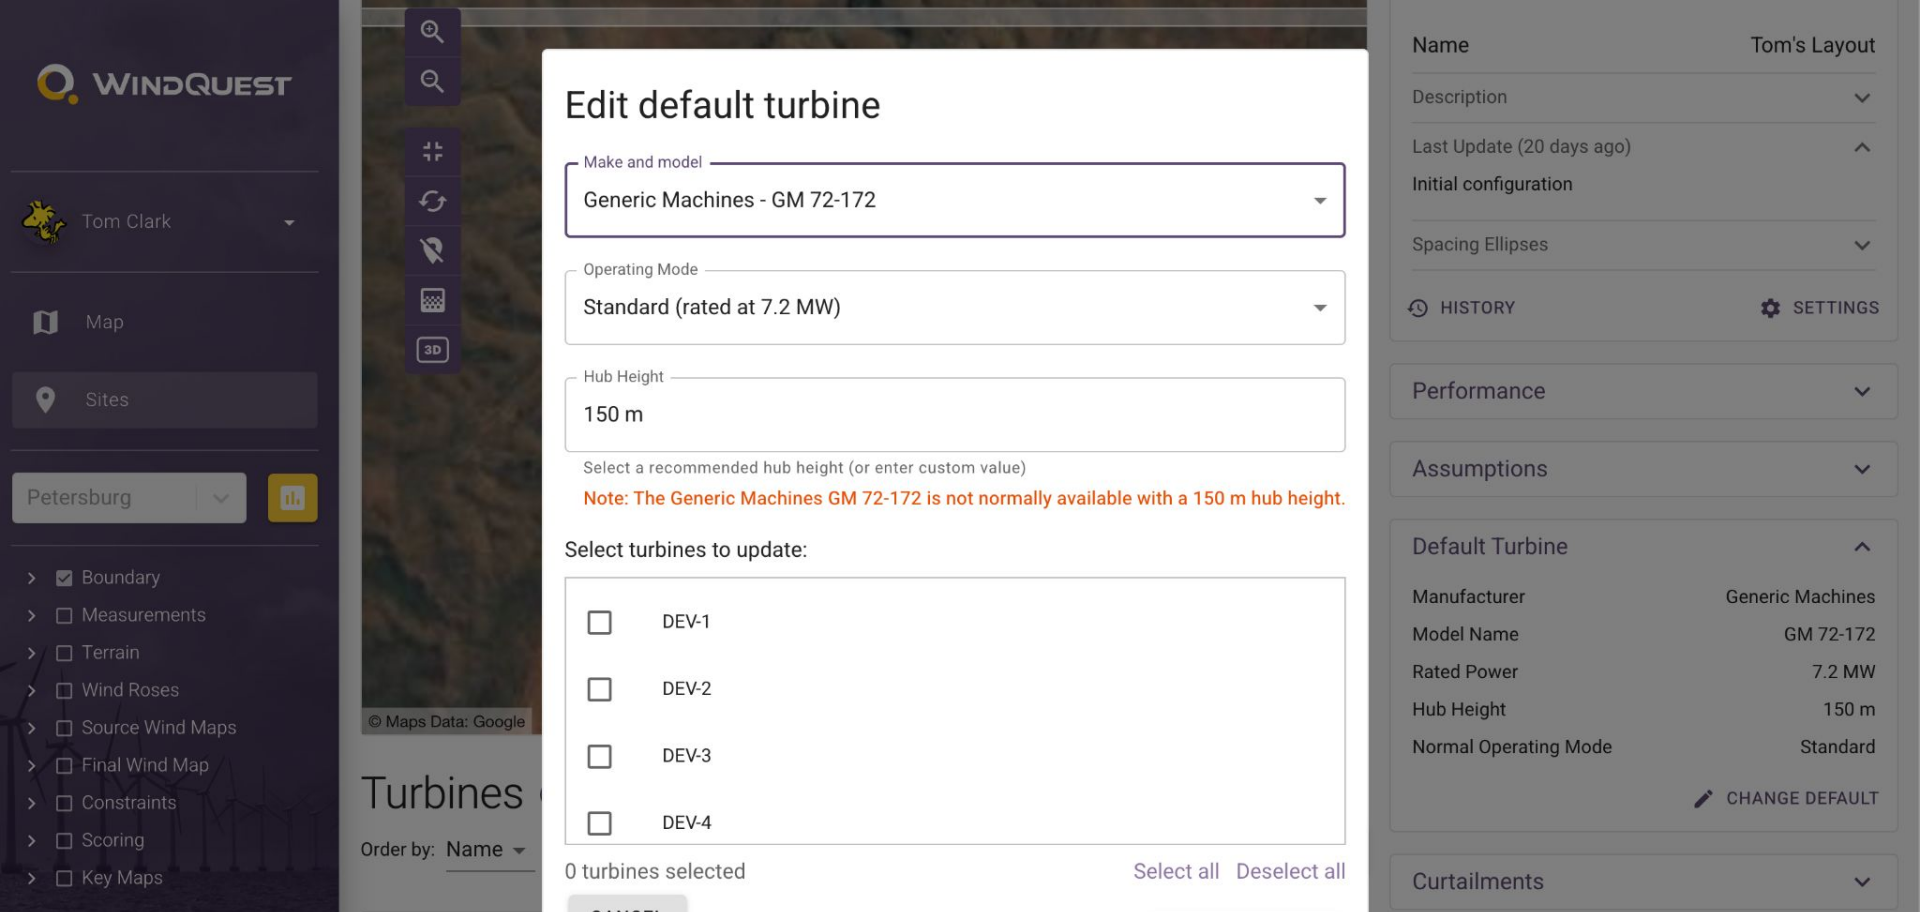 WINDQUEST
Tom Clark
Map
Sites
Petersburg
Boundary
Measurements
Terrain
Wind Roses
Source Wind Maps
Final Wind Map
Constraints
Scoring
Key Maps
3D
© Maps Data: Google
Turbines
Order by: Name
Edit default turbine
Make and model
Generic Machines - GM 72-172
Operating Mode
Standard (rated at 7.2 MW)
Hub Height
150 m
Select a recommended hub height (or enter custom value)
Note: The Generic Machines GM 72-172 is not normally available with a 150 m hub height.
Select turbines to update:
DEV-1
DEV-2
DEV-3
DEV-4
0 turbines selected Select all Deselect all
CANCEL
Name Tom's Layout
Description
Last Update (20 days ago)
Initial configuration
Spacing Ellipses
HISTORY SETTINGS
Performance
Assumptions
Default Turbine
Manufacturer Generic Machines
Model Name GM 72-172
Rated Power 7.2 MW
Hub Height 150 m
Normal Operating Mode Standard
CHANGE DEFAULT
Curtailments